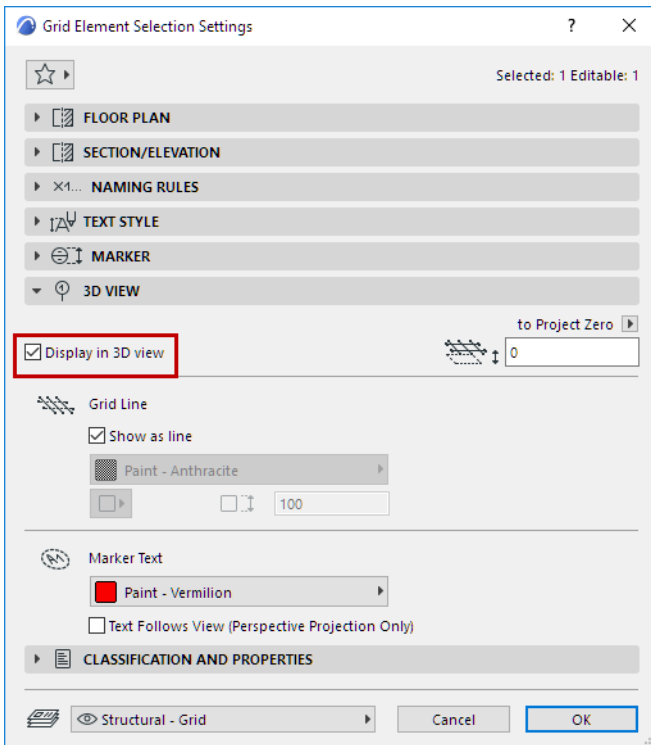 Grid Element Selection Settings
?
Selected: 1 Editable: 1
FLOOR PLAN
SECTION/ELEVATION
X1... NAMING RULES
TEXT STYLE
MARKER
3D VIEW
to Project Zero
Display in 3D view
0
Grid Line
Show as line
Paint - Anthracite
100
Marker Text
Paint - Vermilion
Text Follows View (Perspective Projection Only)
CLASSIFICATION AND PROPERTIES
Structural - Grid
Cancel
OK